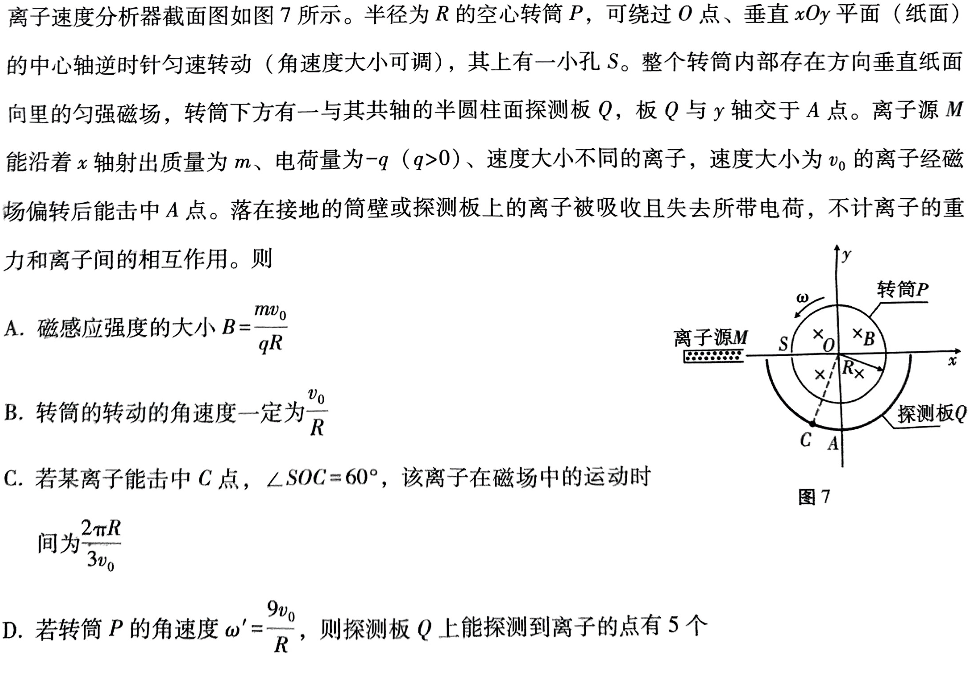 离子速度分析器截面图如图 7 所示。半径为 R 的空心转筒 P，可绕过 O 点、垂直 xOy 平面（纸面）
的中心轴逆时针匀速转动（角速度大小可调），其上有一小孔 S。整个转筒内部存在方向垂直纸面
向里的匀强磁场，转筒下方有一与其共轴的半圆柱面探测板 Q，板 Q 与 y 轴交于 A 点。离子源 M
能沿着 x 轴射出质量为 m、电荷量为-q（q>0）、速度大小不同的离子，速度大小为 v₀ 的离子经磁
场偏转后能击中 A 点。落在接地的筒壁或探测板上的离子被吸收且失去所带电荷，不计离子的重
力和离子间的相互作用。则
A. 磁感应强度的大小 B=mv₀/qR
B. 转筒的转动的角速度一定为v₀/R
C. 若某离子能击中 C 点，∠SOC=60°，该离子在磁场中的运动时
间为2πR/3v₀
D. 若转筒 P 的角速度 ω′=9v₀/R，则探测板 Q 上能探测到离子的点有 5 个
y
ω
转筒P
离子源M
S
O
B
R
x
探测板Q
C
A
图 7